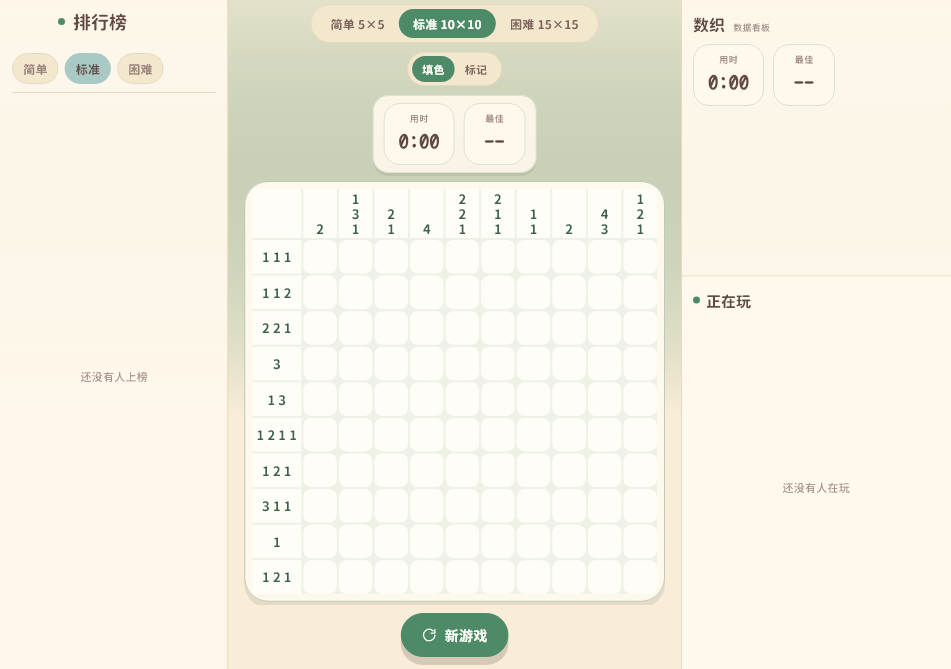 排行榜
简单 标准 困难
还没有人上榜
简单 5×5 标准 10×10 困难 15×15
填色 标记
用时 最佳
0:00 --
1 2 2 1
3 2 1 1 4 2
2 1 1 4 1 1 1 2 3 1
1 1 1
1 1 2
2 2 1
3
1 3
1 2 1 1
1 2 1
3 1 1
1
1 2 1
新游戏
数织 数据看板
用时 最佳
0:00 --
正在玩
还没有人在玩